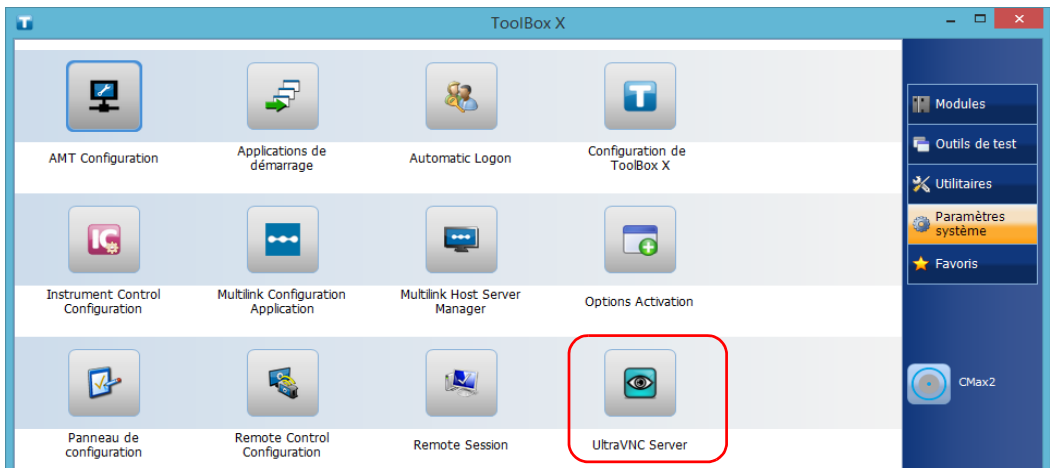 ToolBox X
AMT Configuration
Applications de
démarrage
Automatic Logon
Configuration de
ToolBox X
Instrument Control
Configuration
Multilink Configuration
Application
Multilink Host Server
Manager
Options Activation
Panneau de
configuration
Remote Control
Configuration
Remote Session
UltraVNC Server
Modules
Outils de test
Utilitaires
Paramètres
système
Favoris
CMax2